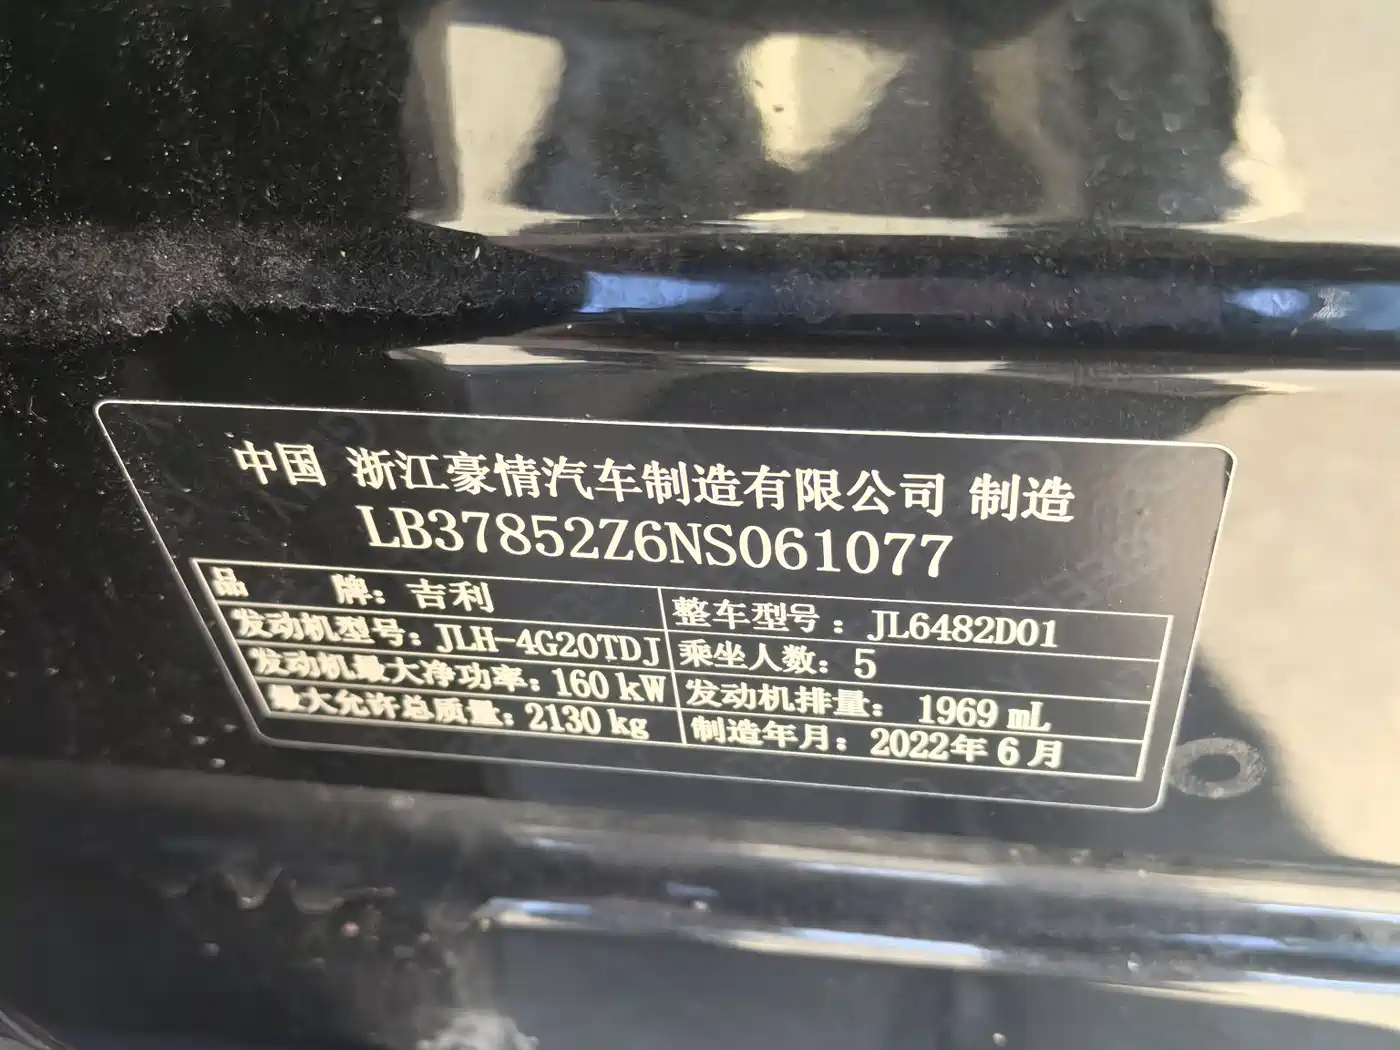 中国 浙江豪情汽车制造有限公司 制造
LB37852Z6NS061077
品 牌：吉利 整车型号：JL6482D01
发动机型号：JLH-4G20TDJ 乘坐人数：5
发动机最大净功率：160 kW 发动机排量：1969 mL
最大允许总质量：2130 kg 制造年月：2022年6月